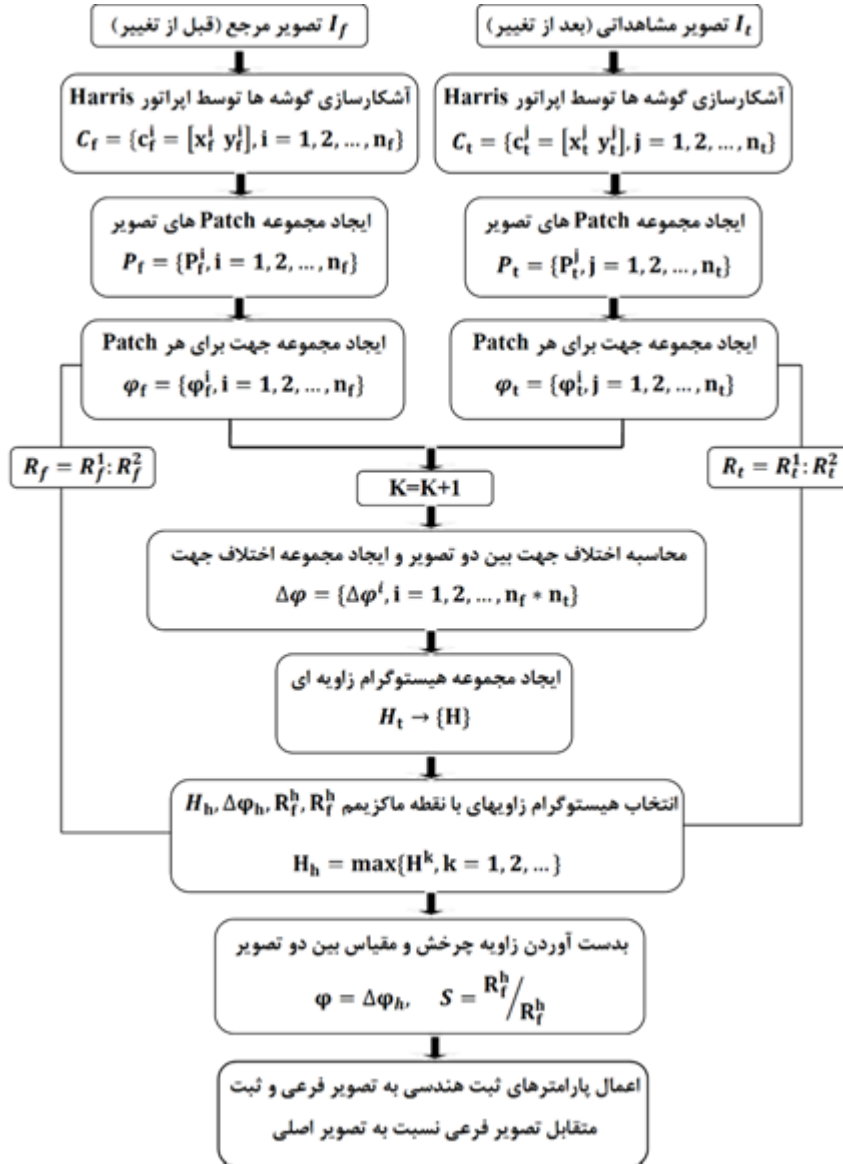 I_f تصویر مرجع (قبل از تغییر)
I_t تصویر مشاهداتی (بعد از تغییر)
آشکارسازی گوشه ها توسط اپراتور Harris
C_f = {c_f^i = [x_f^i y_f^i], i = 1, 2, ..., n_f}
آشکارسازی گوشه ها توسط اپراتور Harris
C_t = {c_t^j = [x_t^j y_t^j], j = 1, 2, ..., n_t}
ایجاد مجموعه Patch های تصویر
P_f = {P_f^i, i = 1, 2, ..., n_f}
ایجاد مجموعه Patch های تصویر
P_t = {P_t^j, j = 1, 2, ..., n_t}
ایجاد مجموعه جهت برای هر Patch
φ_f = {φ_f^i, i = 1, 2, ..., n_f}
ایجاد مجموعه جهت برای هر Patch
φ_t = {φ_t^i, j = 1, 2, ..., n_t}
R_f = R_f^1: R_f^2
R_t = R_t^1: R_t^2
K=K+1
محاسبه اختلاف جهت بین دو تصویر و ایجاد مجموعه اختلاف جهت
Δφ = {Δφ^i, i = 1, 2, ..., n_f * n_t}
ایجاد مجموعه هیستوگرام زاویه ای
H_t → {H}
انتخاب هیستوگرام زاویهای با نقطه ماکزیمم H_h, Δφ_h, R_f^h, R_f^h
H_h = max{H^k, k = 1, 2, ...}
بدست آوردن زاویه چرخش و مقیاس بین دو تصویر
φ = Δφ_h, S = R_f^h / R_f^h
اعمال پارامترهای ثبت هندسی به تصویر فرعی و ثبت
متقابل تصویر فرعی نسبت به تصویر اصلی